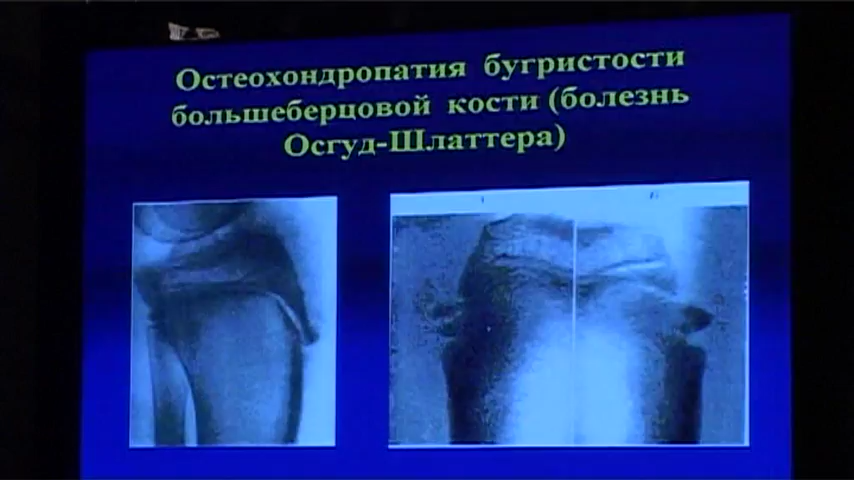 Остеохондропатия бугристости
большеберцовой кости (болезнь
Осгуд-Шлаттера)